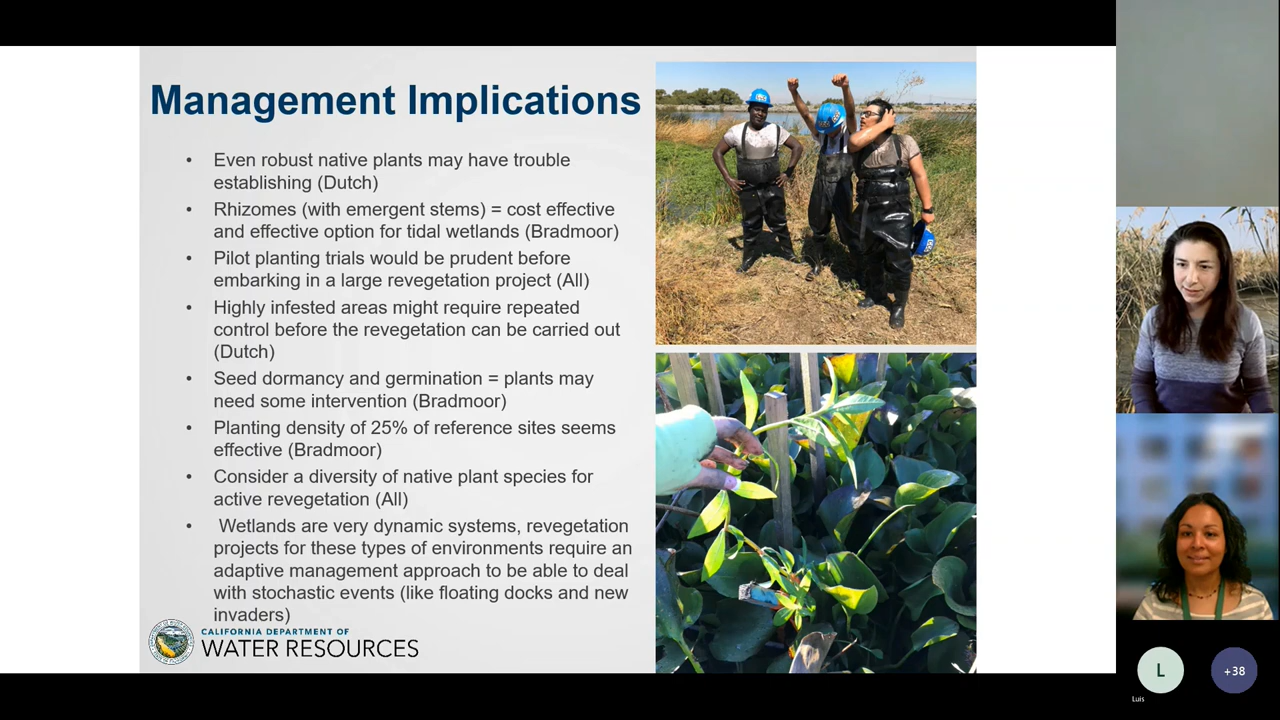 Management Implications
• Even robust native plants may have trouble
establishing (Dutch)
• Rhizomes (with emergent stems) = cost effective
and effective option for tidal wetlands (Bradmoor)
• Pilot planting trials would be prudent before
embarking in a large revegetation project (All)
• Highly infested areas might require repeated
control before the revegetation can be carried out
(Dutch)
• Seed dormancy and germination = plants may
need some intervention (Bradmoor)
• Planting density of 25% of reference sites seems
effective (Bradmoor)
• Consider a diversity of native plant species for
active revegetation (All)
• Wetlands are very dynamic systems, revegetation
projects for these types of environments require an
adaptive management approach to be able to deal
with stochastic events (like floating docks and new
invaders)
CALIFORNIA DEPARTMENT OF
WATER RESOURCES
L
+38
Luis